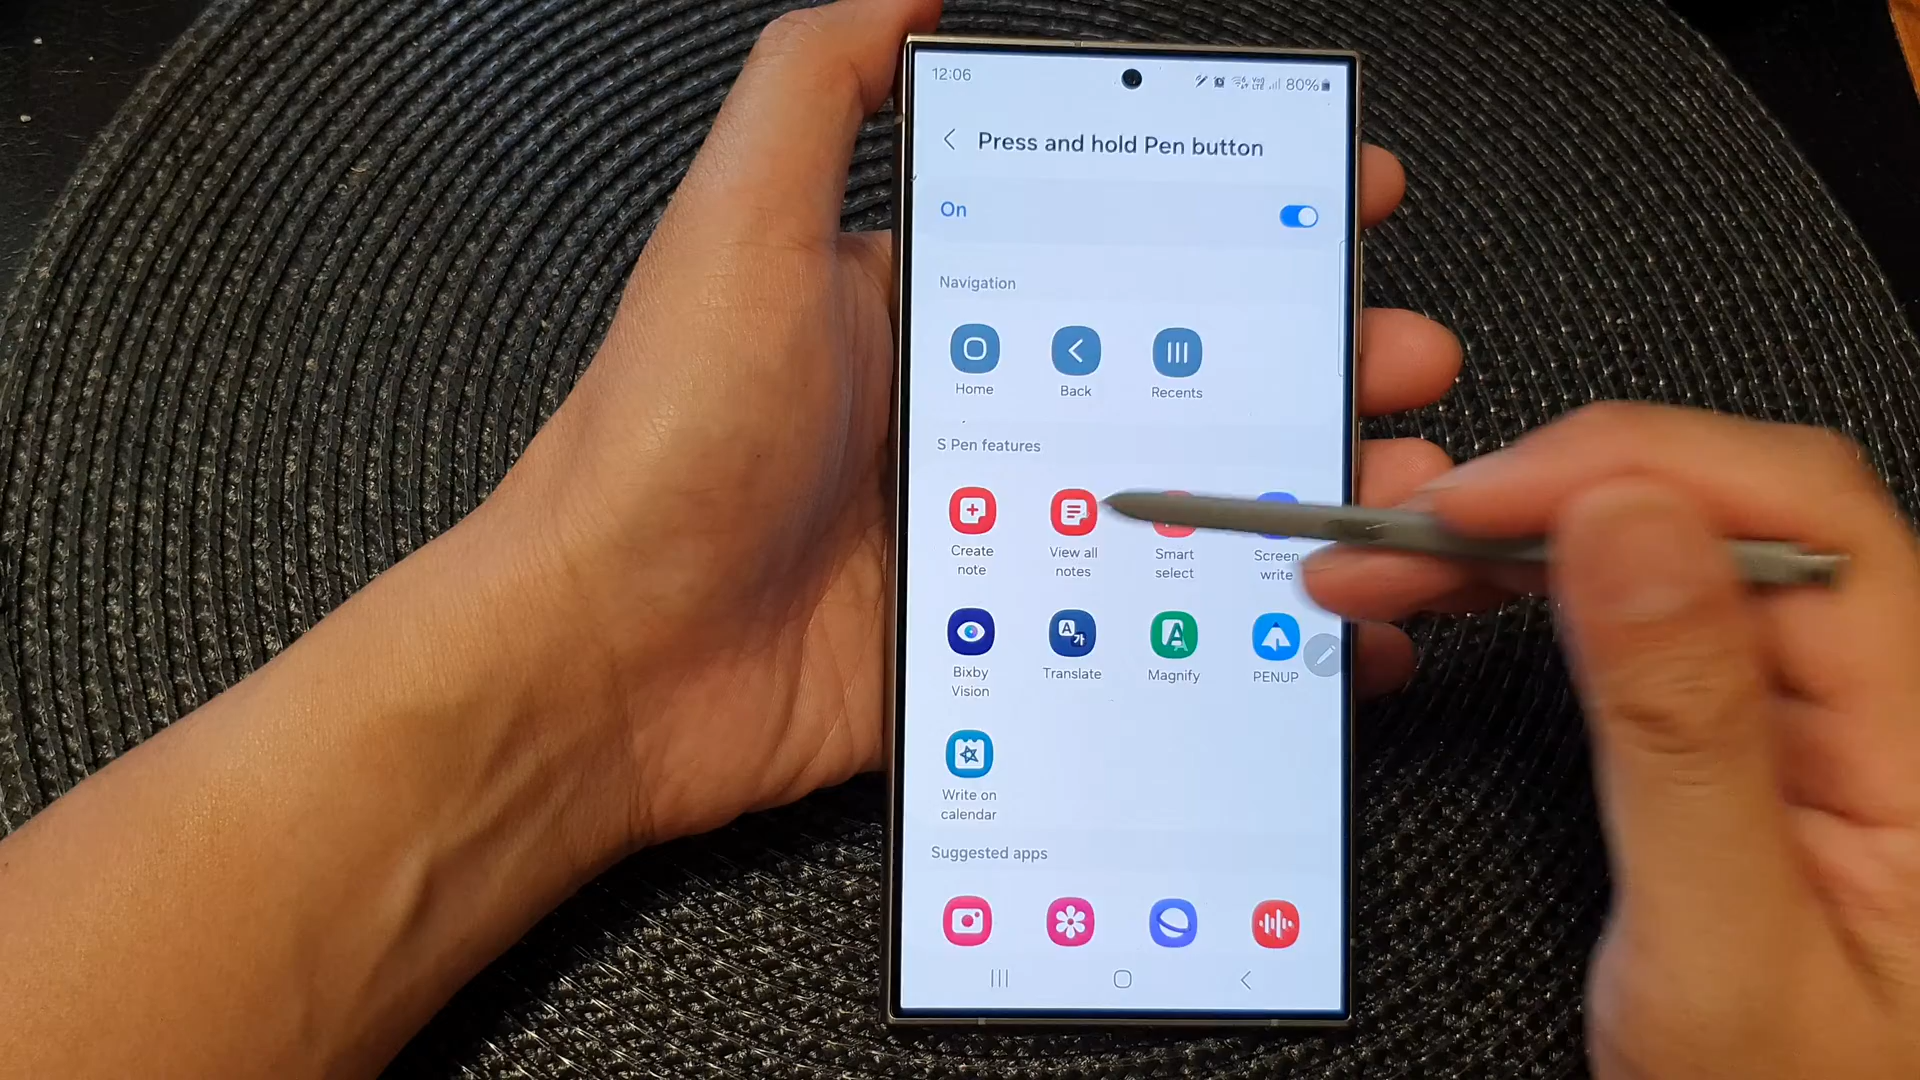 12:06
80%
Press and hold Pen button
On
Navigation
Home
Back
Recents
S Pen features
Create note
View all notes
Smart select
Screen write
Bixby Vision
Translate
Magnify
PENUP
Write on calendar
Suggested apps